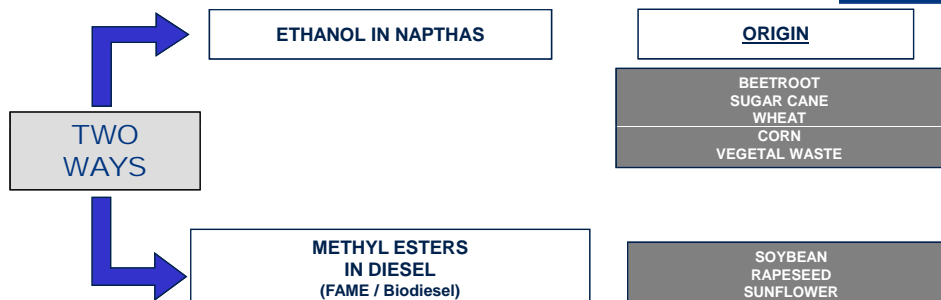 ETHANOL IN NAPTHAS
ORIGIN
BEETROOT
SUGAR CANE
WHEAT
CORN
VEGETAL WASTE
TWO
WAYS
METHYL ESTERS
IN DIESEL
(FAME / Biodiesel)
SOYBEAN
RAPESEED
SUNFLOWER